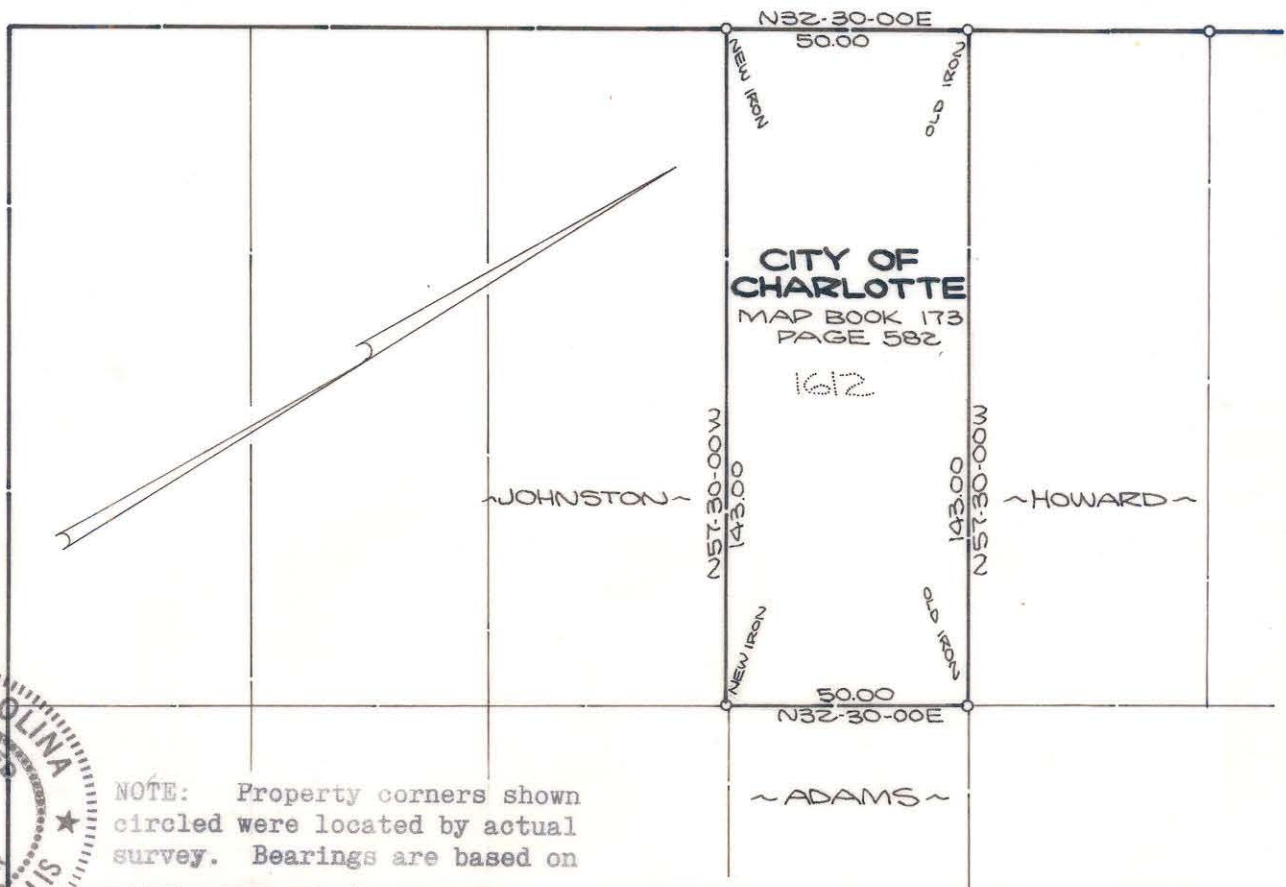 N32-30-00E
50.00
NEW IRON
OLD IRON
CITY OF
CHARLOTTE
MAP BOOK 173
PAGE 582
1612
N57-30-00W
143.00
143.00
N57-30-00W
~JOHNSTON~
~HOWARD~
NEW IRON
OLD IRON
50.00
N32-30-00E
~ADAMS~
OLINA
NOTE: Property corners shown
circled were located by actual
survey. Bearings are based on